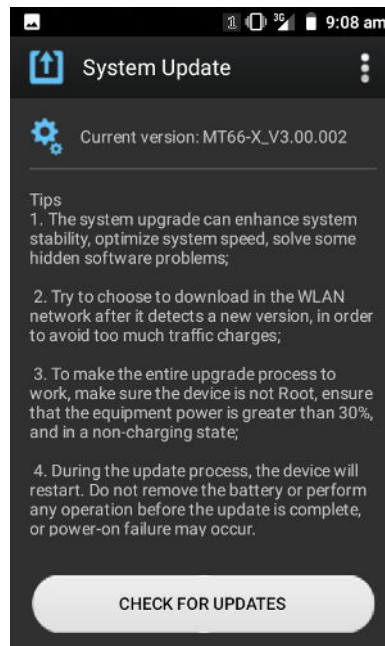 1 3G 9:08 am
System Update
Current version: MT66-X_V3.00.002
Tips
1. The system upgrade can enhance system
stability, optimize system speed, solve some
hidden software problems;
2. Try to choose to download in the WLAN
network after it detects a new version, in order
to avoid too much traffic charges;
3. To make the entire upgrade process to
work, make sure the device is not Root, ensure
that the equipment power is greater than 30%,
and in a non-charging state;
4. During the update process, the device will
restart. Do not remove the battery or perform
any operation before the update is complete,
or power-on failure may occur.
CHECK FOR UPDATES